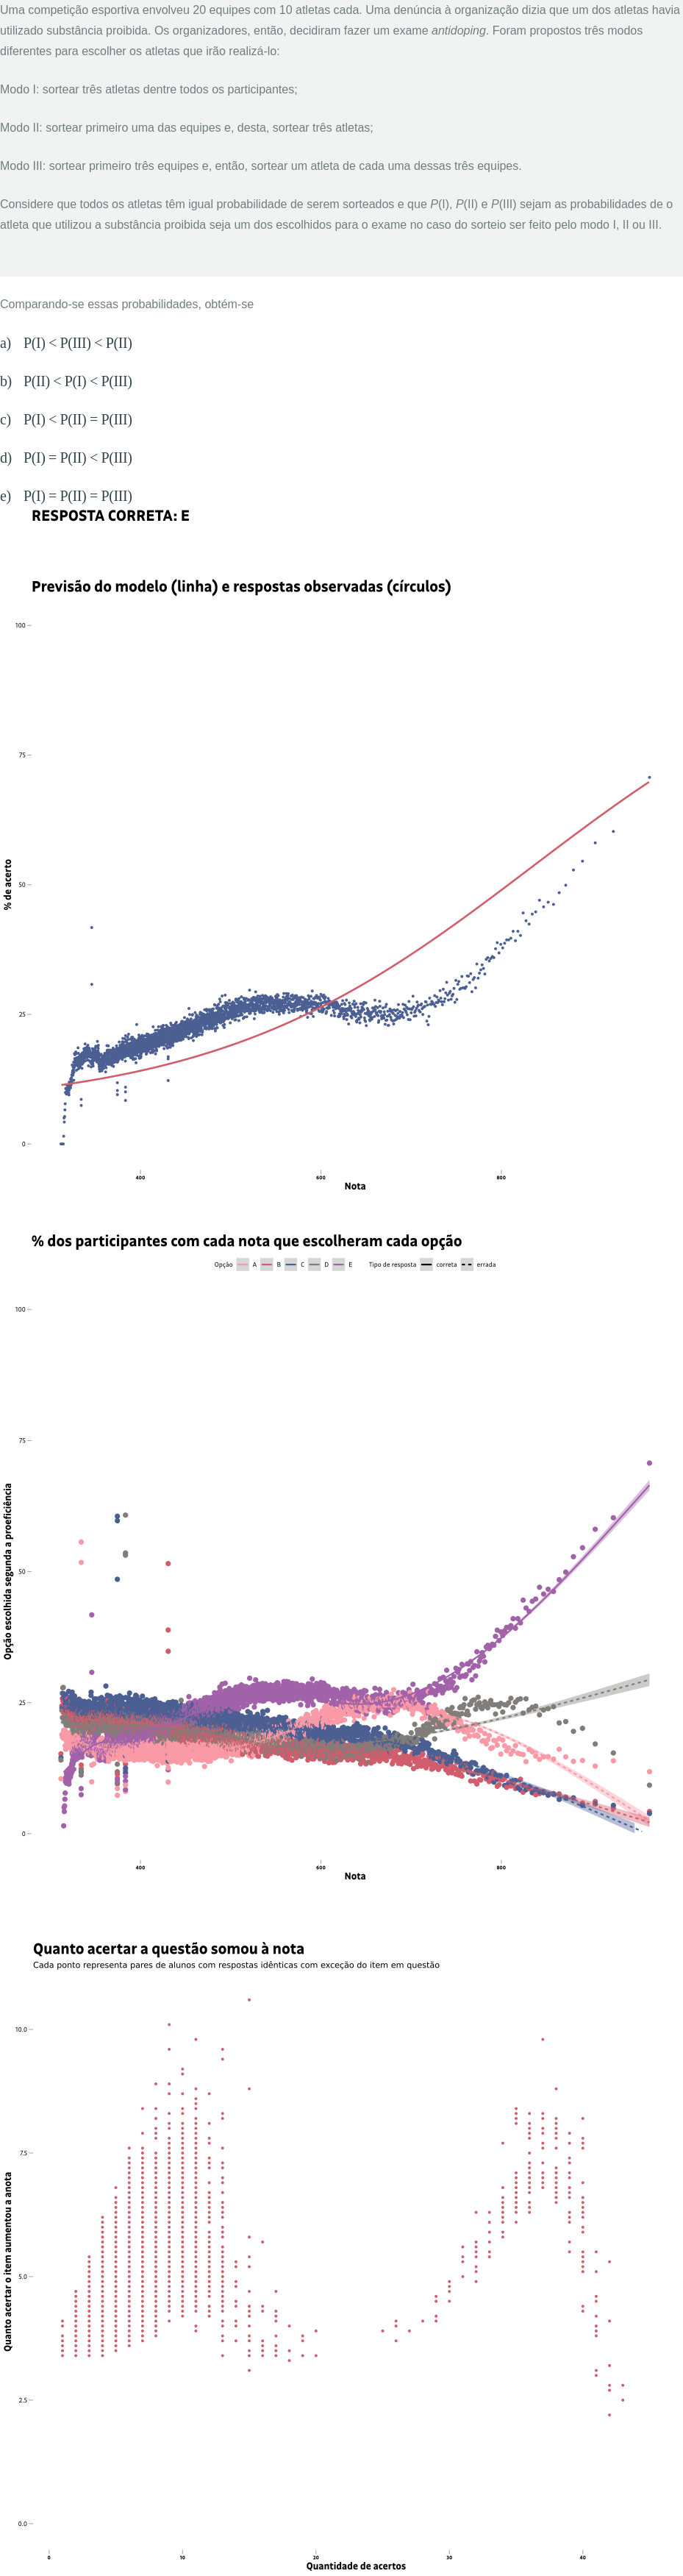 Uma competição esportiva envolveu 20 equipes com 10 atletas cada. Uma denúncia à organização dizia que um dos atletas havia
utilizado substância proibida. Os organizadores, então, decidiram fazer um exame antidoping. Foram propostos três modos
diferentes para escolher os atletas que irão realizá-lo:
Modo I: sortear três atletas dentre todos os participantes;
Modo II: sortear primeiro uma das equipes e, desta, sortear três atletas;
Modo III: sortear primeiro três equipes e, então, sortear um atleta de cada uma dessas três equipes.
Considere que todos os atletas têm igual probabilidade de serem sorteados e que P(I), P(II) e P(III) sejam as probabilidades de o
atleta que utilizou a substância proibida seja um dos escolhidos para o exame no caso do sorteio ser feito pelo modo I, II ou III.
Comparando-se essas probabilidades, obtém-se
a) P(I) < P(III) < P(II)
b) P(II) < P(I) < P(III)
c) P(I) < P(II) = P(III)
d) P(I) = P(II) < P(III)
e) P(I) = P(II) = P(III)
RESPOSTA CORRETA: E
Previsão do modelo (linha) e respostas observadas (círculos)
100
75
% de acerto
50
25
0
400 600 800
Nota
% dos participantes com cada nota que escolheram cada opção
Opção A B C D E Tipo de resposta correta errada
100
75
Opção escolhida segunda a proeficiência
50
25
0
400 600 800
Nota
Quanto acertar a questão somou à nota
Cada ponto representa pares de alunos com respostas idênticas com exceção do item em questão
10.0
7.5
Quanto acertar o item aumentou a anota
5.0
2.5
0.0
0 10 20 30 40
Quantidade de acertos